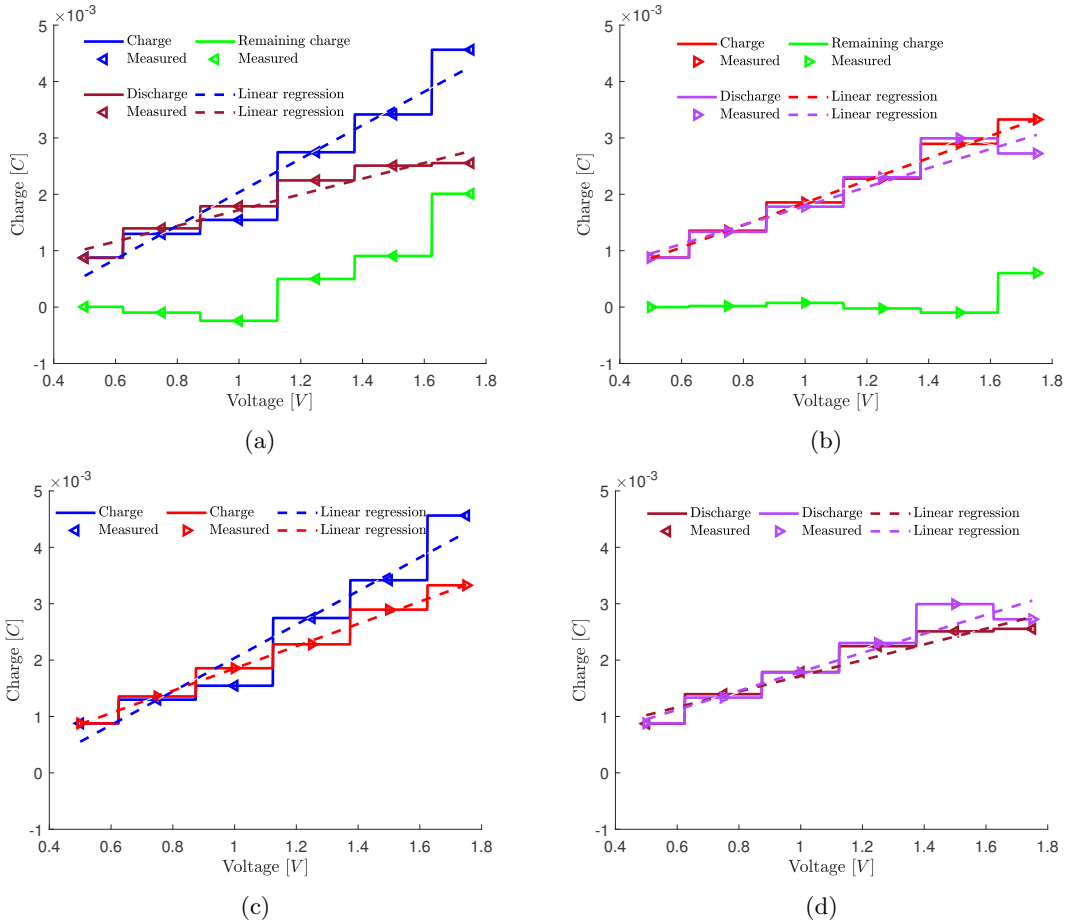 ×10⁻³
5
4
3
2
1
0
-1
Charge [C]
Charge Remaining charge
Measured Measured
Discharge Linear regression
Measured Linear regression
0.4 0.6 0.8 1 1.2 1.4 1.6 1.8
Voltage [V]
(a)
×10⁻³
5
4
3
2
1
0
-1
Charge [C]
Charge Remaining charge
Measured Measured
Discharge Linear regression
Measured Linear regression
0.4 0.6 0.8 1 1.2 1.4 1.6 1.8
Voltage [V]
(b)
×10⁻³
5
4
3
2
1
0
-1
Charge [C]
Charge Charge Linear regression
Measured Measured Linear regression
0.4 0.6 0.8 1 1.2 1.4 1.6 1.8
Voltage [V]
(c)
×10⁻³
5
4
3
2
1
0
-1
Charge [C]
Discharge Discharge Linear regression
Measured Measured Linear regression
0.4 0.6 0.8 1 1.2 1.4 1.6 1.8
Voltage [V]
(d)